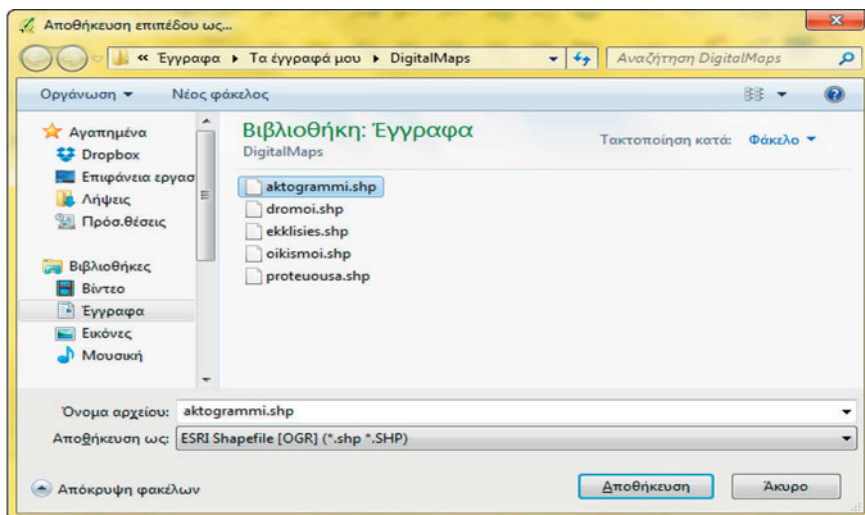 Αποθήκευση επιπέδου ως...
« Έγγραφα ▸ Τα έγγραφά μου ▸ DigitalMaps
Αναζήτηση DigitalMaps
Οργάνωση
Νέος φάκελος
Αγαπημένα
Dropbox
Επιφάνεια εργασ
Λήψεις
Πρόσ.θέσεις
Βιβλιοθήκες
Βίντεο
Έγγραφα
Εικόνες
Μουσική
Βιβλιοθήκη: Έγγραφα
DigitalMaps
Τακτοποίηση κατά: Φάκελο
aktogrammi.shp
dromoi.shp
ekklisies.shp
oikismoi.shp
proteuousa.shp
Όνομα αρχείου: aktogrammi.shp
Αποθήκευση ως: ESRI Shapefile [OGR] (*.shp *.SHP)
Απόκρυψη φακέλων
Αποθήκευση
Άκυρο